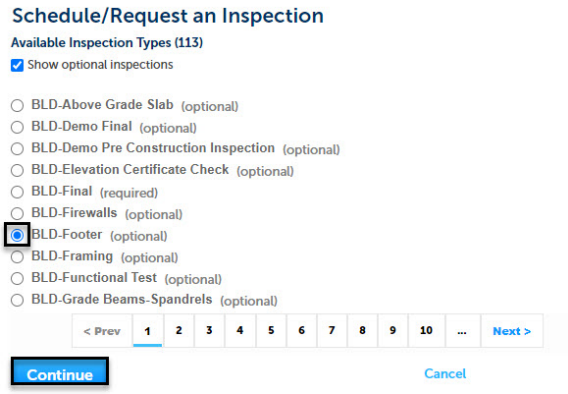 Schedule/Request an Inspection
Available Inspection Types (113)
Show optional inspections
BLD-Above Grade Slab (optional)
BLD-Demo Final (optional)
BLD-Demo Pre Construction Inspection (optional)
BLD-Elevation Certificate Check (optional)
BLD-Final (required)
BLD-Firewalls (optional)
BLD-Footer (optional)
BLD-Framing (optional)
BLD-Functional Test (optional)
BLD-Grade Beams-Spandrels (optional)
< Prev 1 2 3 4 5 6 7 8 9 10 ... Next >
Continue Cancel